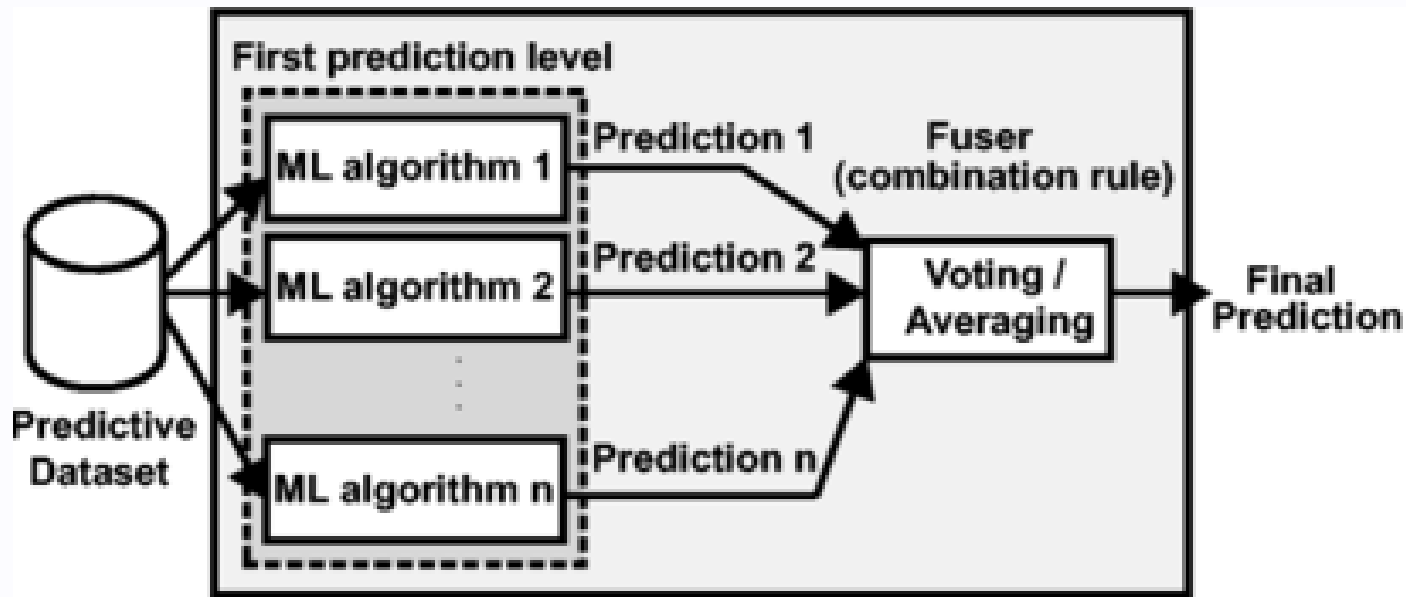 First prediction level
ML algorithm 1
Prediction 1
Fuser
(combination rule)
ML algorithm 2
Prediction 2
Voting /
Averaging
Final
Prediction
Predictive
Dataset
ML algorithm n
Prediction n